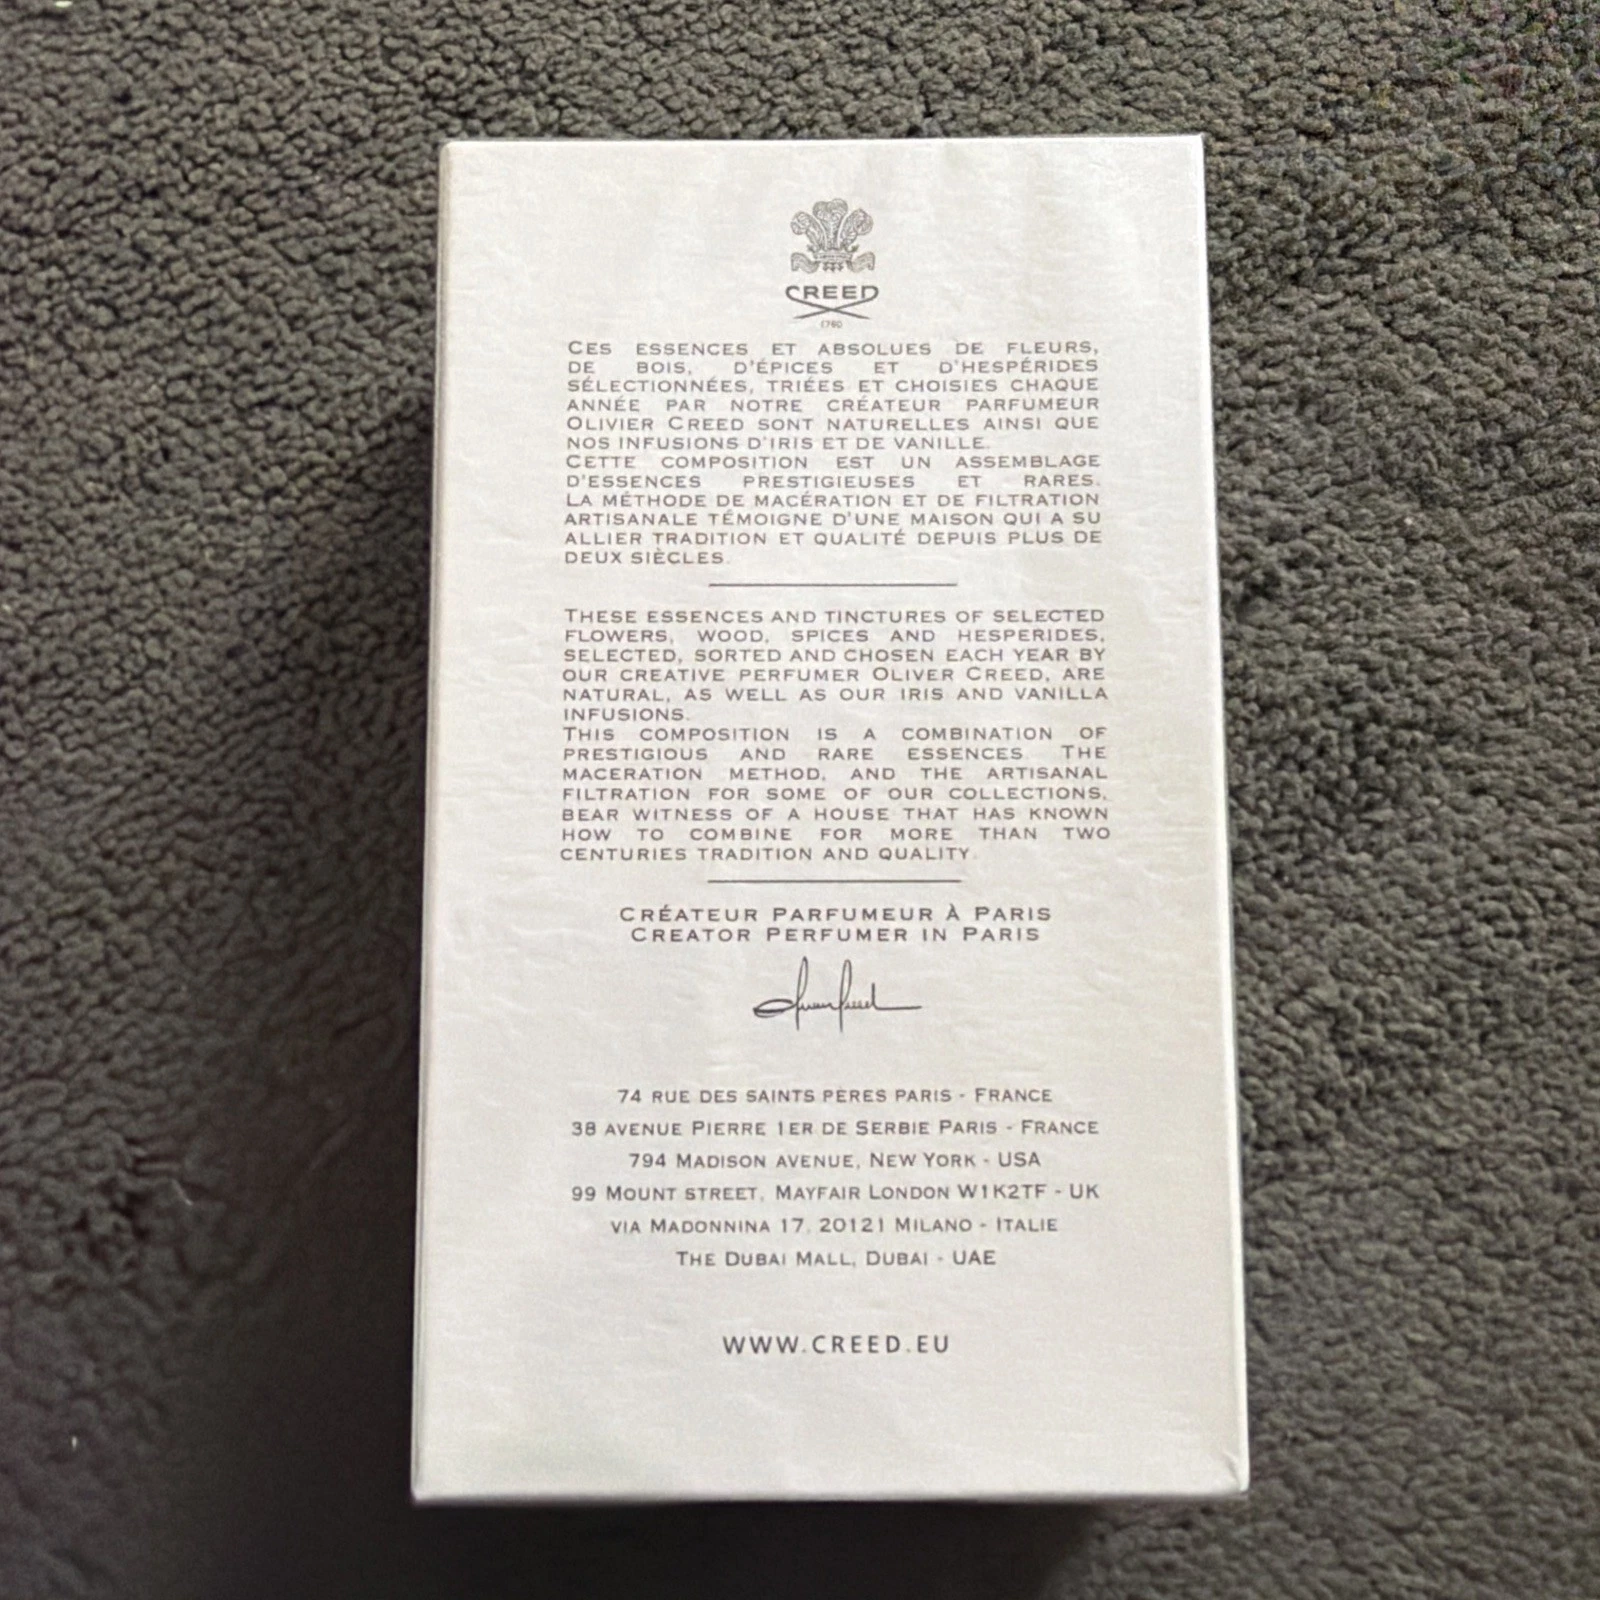 CREED
1760
CES ESSENCES ET ABSOLUES DE FLEURS,
DE BOIS, D'ÉPICES ET D'HESPÉRIDES
SÉLECTIONNÉES, TRIÉES ET CHOISIES CHAQUE
ANNÉE PAR NOTRE CRÉATEUR PARFUMEUR
OLIVIER CREED SONT NATURELLES AINSI QUE
NOS INFUSIONS D'IRIS ET DE VANILLE.
CETTE COMPOSITION EST UN ASSEMBLAGE
D'ESSENCES PRESTIGIEUSES ET RARES.
LA MÉTHODE DE MACÉRATION ET DE FILTRATION
ARTISANALE TÉMOIGNE D'UNE MAISON QUI A SU
ALLIER TRADITION ET QUALITÉ DEPUIS PLUS DE
DEUX SIÈCLES.
THESE ESSENCES AND TINCTURES OF SELECTED
FLOWERS, WOOD, SPICES AND HESPERIDES,
SELECTED, SORTED AND CHOSEN EACH YEAR BY
OUR CREATIVE PERFUMER OLIVER CREED, ARE
NATURAL, AS WELL AS OUR IRIS AND VANILLA
INFUSIONS.
THIS COMPOSITION IS A COMBINATION OF
PRESTIGIOUS AND RARE ESSENCES. THE
MACERATION METHOD, AND THE ARTISANAL
FILTRATION FOR SOME OF OUR COLLECTIONS,
BEAR WITNESS OF A HOUSE THAT HAS KNOWN
HOW TO COMBINE FOR MORE THAN TWO
CENTURIES TRADITION AND QUALITY.
CRÉATEUR PARFUMEUR À PARIS
CREATOR PERFUMER IN PARIS
74 RUE DES SAINTS PÈRES PARIS - FRANCE
38 AVENUE PIERRE 1ER DE SERBIE PARIS - FRANCE
794 MADISON AVENUE, NEW YORK - USA
99 MOUNT STREET, MAYFAIR LONDON W1K2TF - UK
VIA MADONNINA 17, 20121 MILANO - ITALIE
THE DUBAI MALL, DUBAI - UAE
WWW.CREED.EU